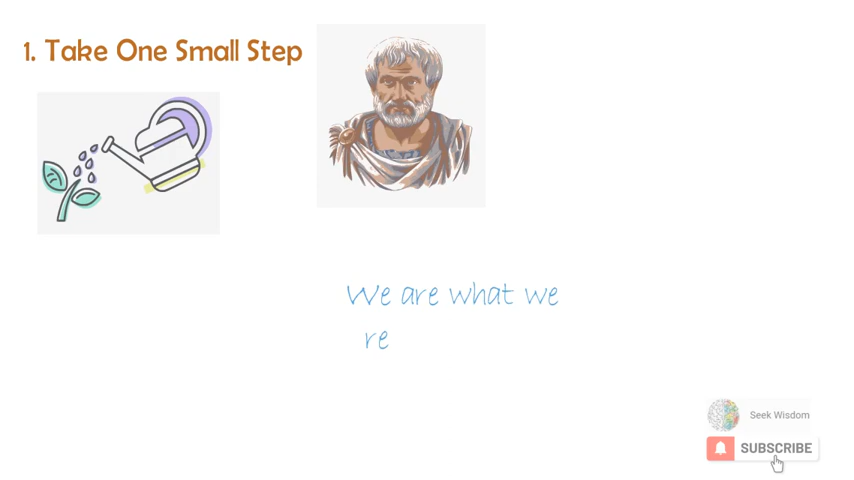 1. Take One Small Step
We are what we
re
Seek Wisdom
SUBSCRIBE